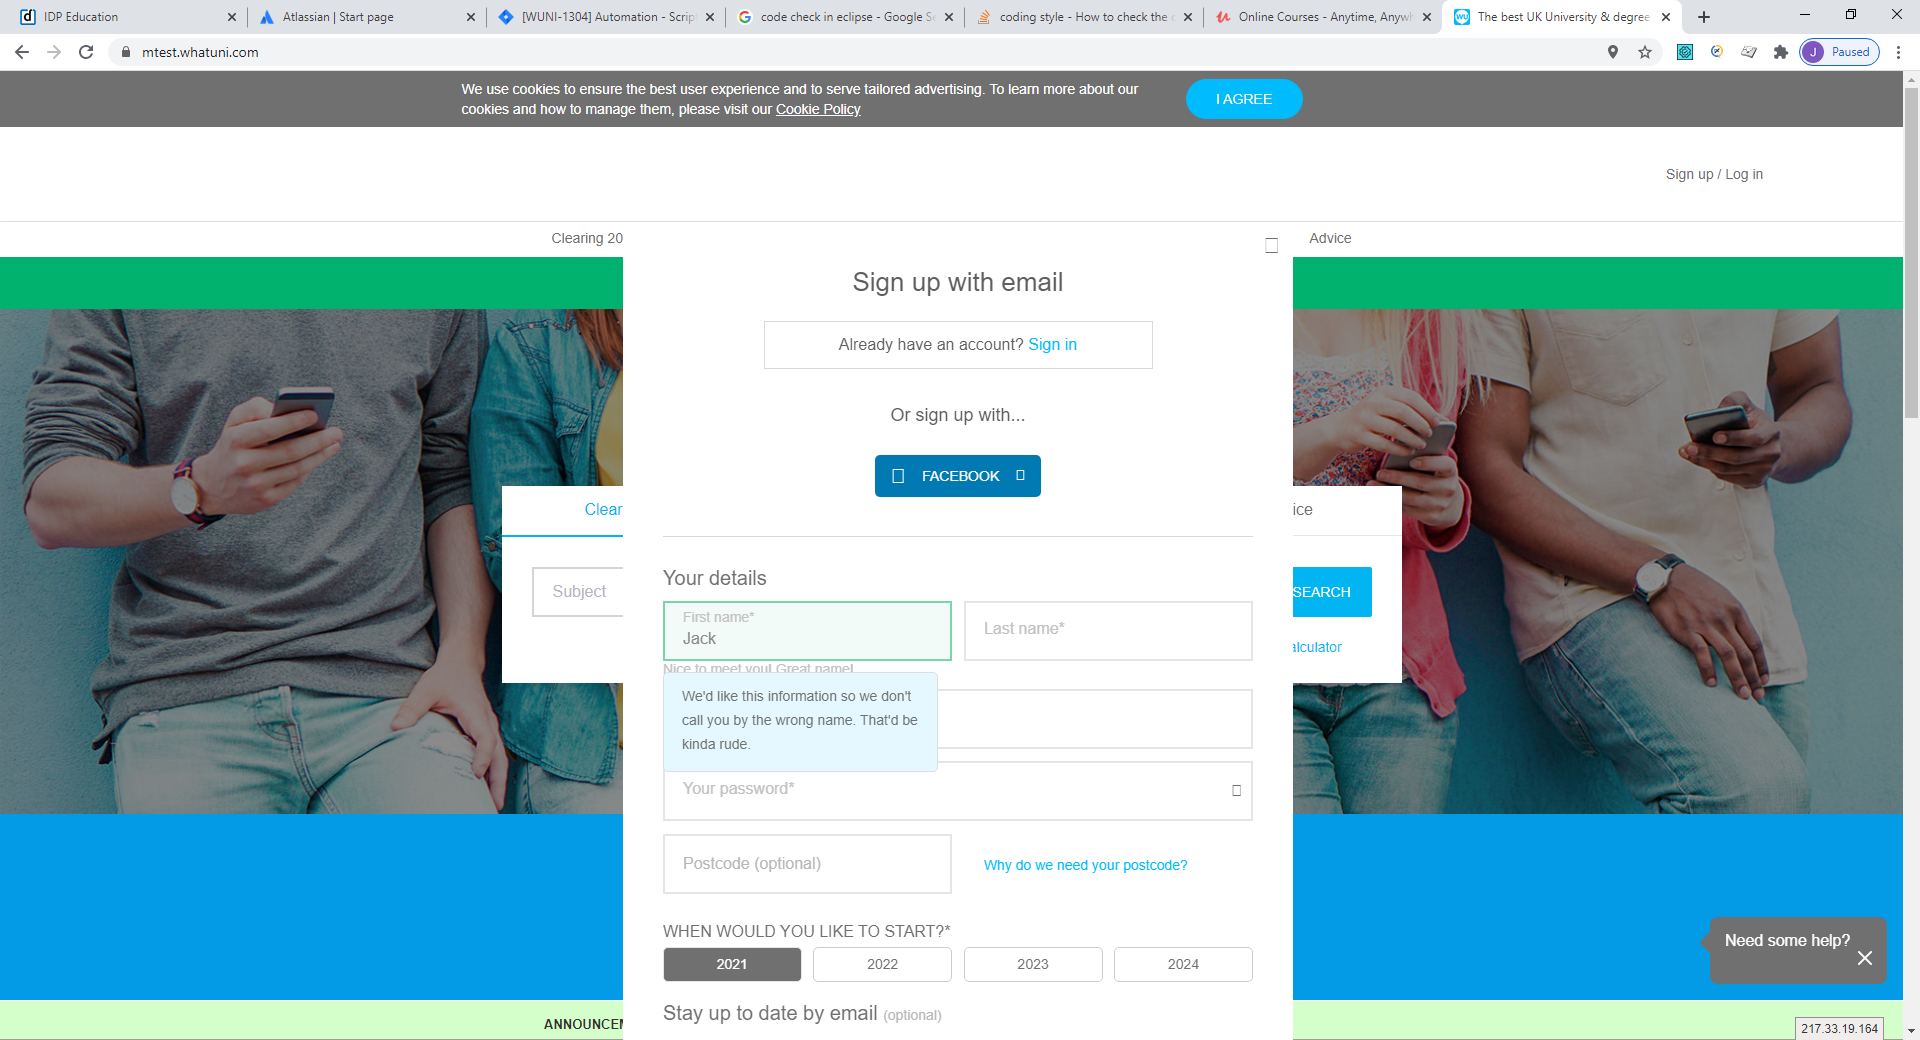 IDP Education
Atlassian | Start page
[WUNI-1304] Automation - Scrip
code check in eclipse - Google Se
coding style - How to check the c
Online Courses - Anytime, Anywh
WU The best UK University & degree
mtest.whatuni.com
J Paused
We use cookies to ensure the best user experience and to serve tailored advertising. To learn more about our
cookies and how to manage them, please visit our Cookie Policy
I AGREE
Sign up / Log in
Clearing 20
Advice
Sign up with email
Already have an account? Sign in
Or sign up with...
FACEBOOK
Clear
ice
Your details
Subject
SEARCH
First name*
Jack
Last name*
alculator
Nice to meet you! Great name!
We'd like this information so we don't
call you by the wrong name. That'd be
kinda rude.
Your password*
Postcode (optional)
Why do we need your postcode?
WHEN WOULD YOU LIKE TO START?*
2021
2022
2023
2024
Need some help?
Stay up to date by email (optional)
ANNOUNCEM
217.33.19.164